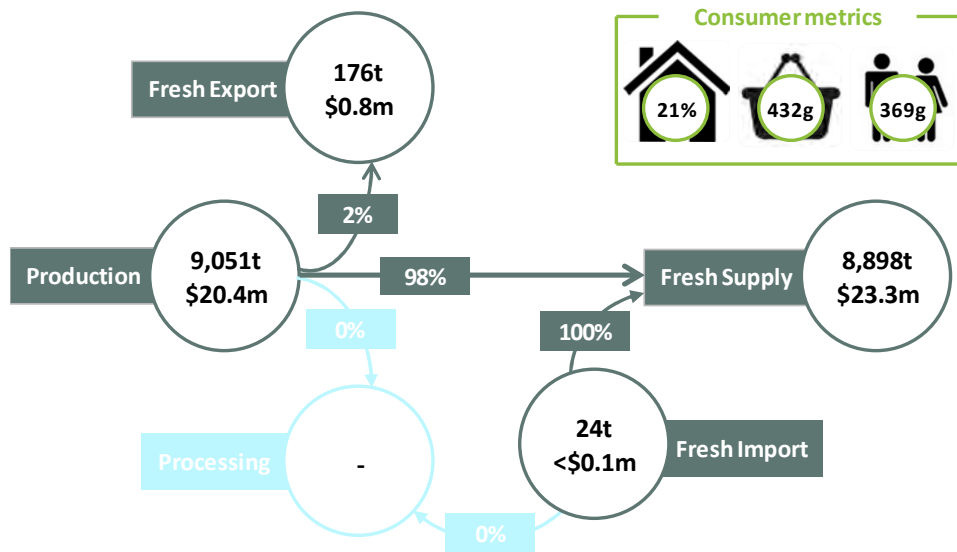 Consumer metrics
21%
432g
369g
Fresh Export
176t
$0.8m
2%
Production
9,051t
$20.4m
98%
Fresh Supply
8,898t
$23.3m
0%
100%
Processing
-
24t
<$0.1m
Fresh Import
0%